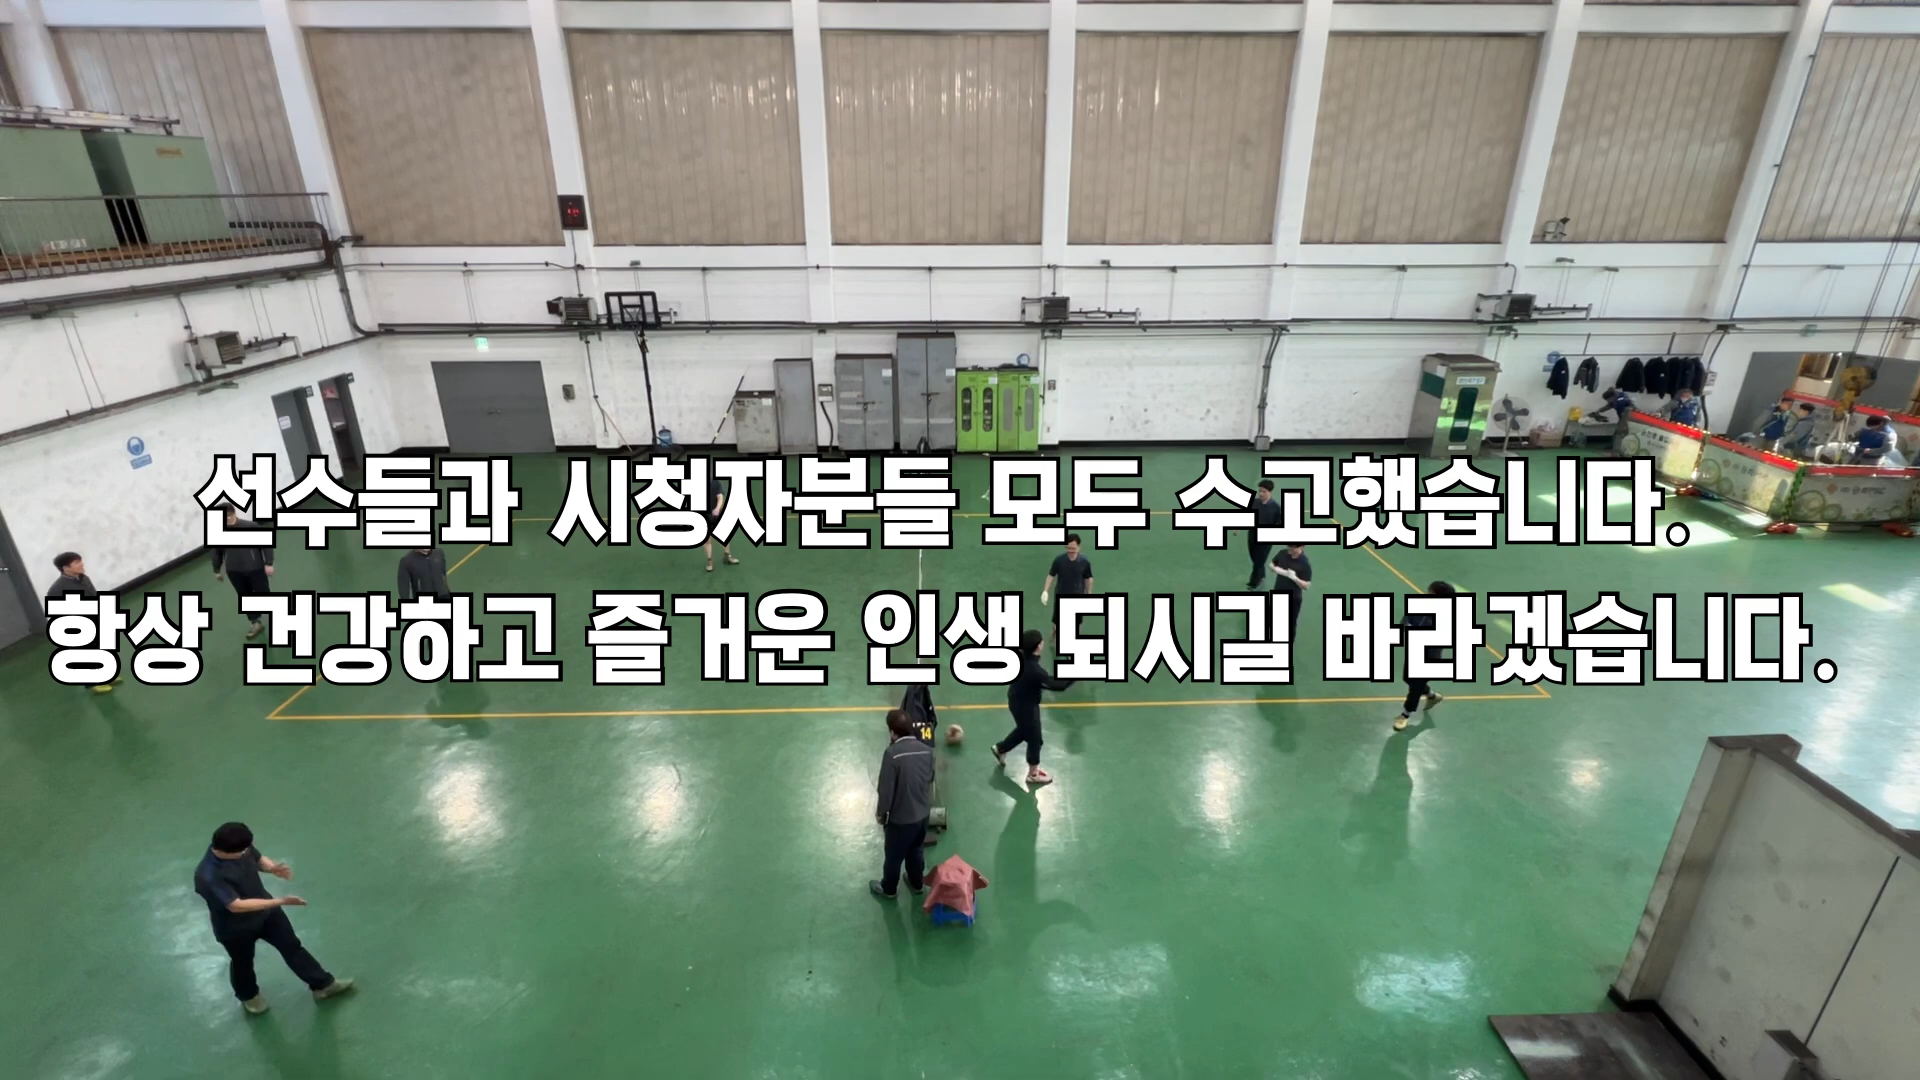 선수들과 시청자분들 모두 수고했습니다.
항상 건강하고 즐거운 인생 되시길 바라겠습니다.
14